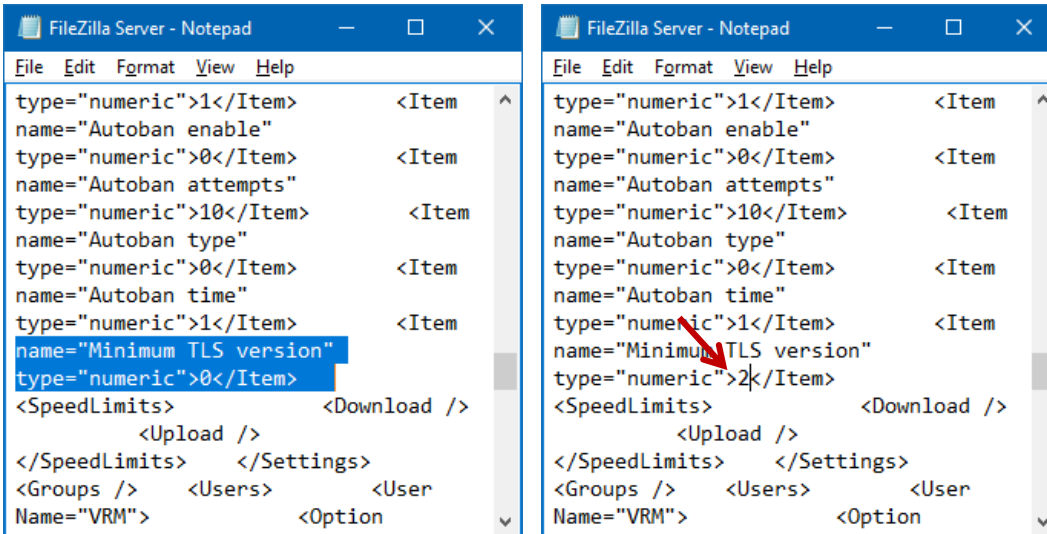 FileZilla Server - Notepad
File Edit Format View Help
type="numeric">1</Item> <Item
name="Autoban enable"
type="numeric">0</Item> <Item
name="Autoban attempts"
type="numeric">10</Item> <Item
name="Autoban type"
type="numeric">0</Item> <Item
name="Autoban time"
type="numeric">1</Item> <Item
name="Minimum TLS version"
type="numeric">0</Item>
<SpeedLimits> <Download />
<Upload />
</SpeedLimits> </Settings>
<Groups /> <Users> <User
Name="VRM"> <Option
FileZilla Server - Notepad
File Edit Format View Help
type="numeric">1</Item> <Item
name="Autoban enable"
type="numeric">0</Item> <Item
name="Autoban attempts"
type="numeric">10</Item> <Item
name="Autoban type"
type="numeric">0</Item> <Item
name="Autoban time"
type="numeric">1</Item> <Item
name="Minimum TLS version"
type="numeric">2</Item>
<SpeedLimits> <Download />
<Upload />
</SpeedLimits> </Settings>
<Groups /> <Users> <User
Name="VRM"> <Option